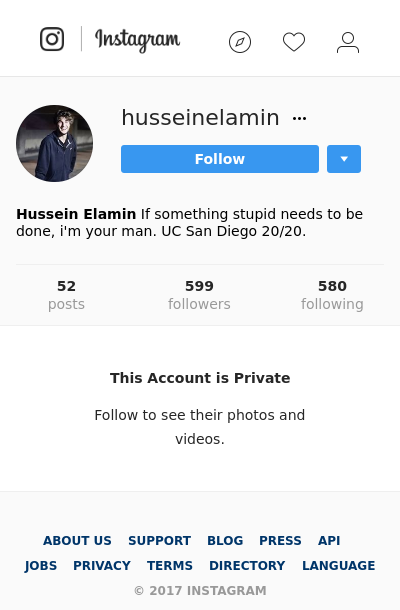 Instagram
husseinelamin
Follow
Hussein Elamin If something stupid needs to be
done, i'm your man. UC San Diego 20/20.
52 599 580
posts followers following
This Account is Private
Follow to see their photos and
videos.
ABOUT US SUPPORT BLOG PRESS API
JOBS PRIVACY TERMS DIRECTORY LANGUAGE
© 2017 INSTAGRAM